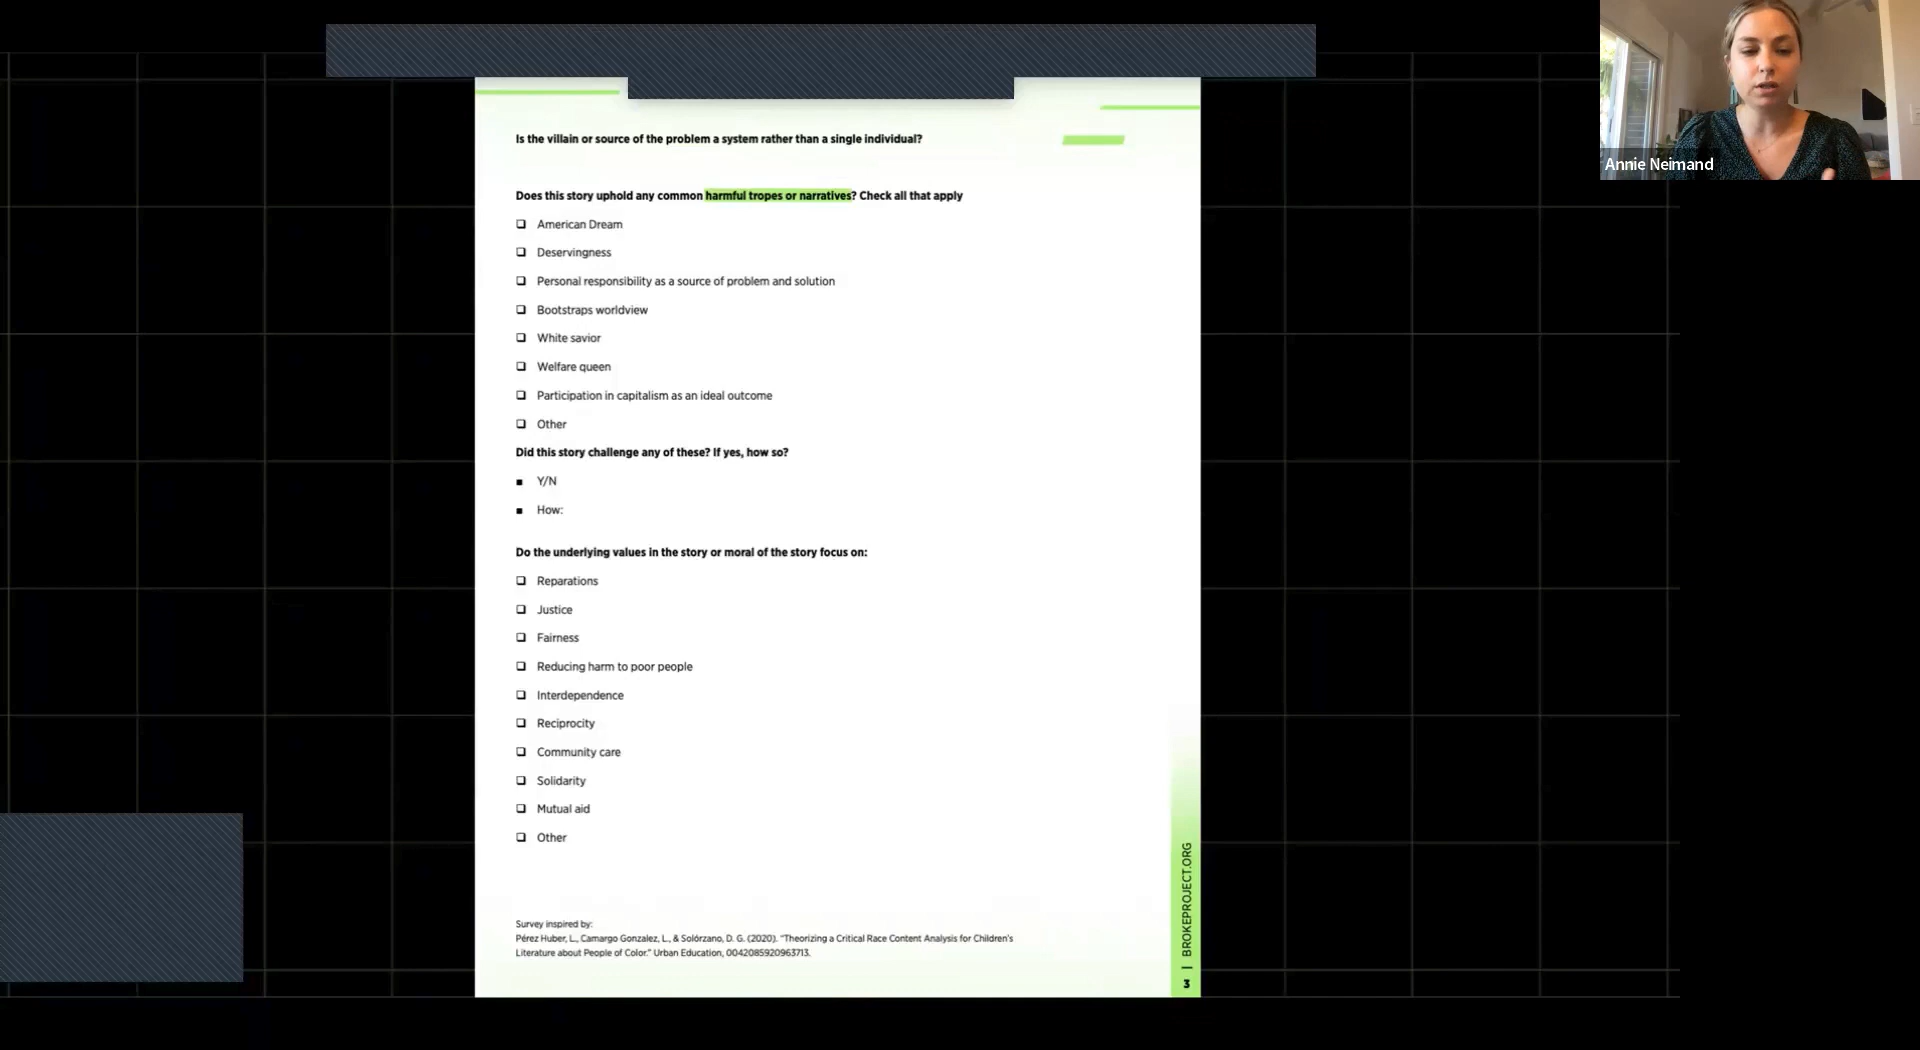 Annie Neimand
Is the villain or source of the problem a system rather than a single individual?
Does this story uphold any common harmful tropes or narratives? Check all that apply
American Dream
Deservingness
Personal responsibility as a source of problem and solution
Bootstraps worldview
White savior
Welfare queen
Participation in capitalism as an ideal outcome
Other
Did this story challenge any of these? If yes, how so?
Y/N
How:
Do the underlying values in the story or moral of the story focus on:
Reparations
Justice
Fairness
Reducing harm to poor people
Interdependence
Reciprocity
Community care
Solidarity
Mutual aid
Other
Survey inspired by:
Pérez Huber, L., Camargo Gonzalez, L., & Solórzano, D. G. (2020). "Theorizing a Critical Race Content Analysis for Children's
Literature about People of Color." Urban Education, 0042085920963713.
3 | BROKEPROJECT.ORG